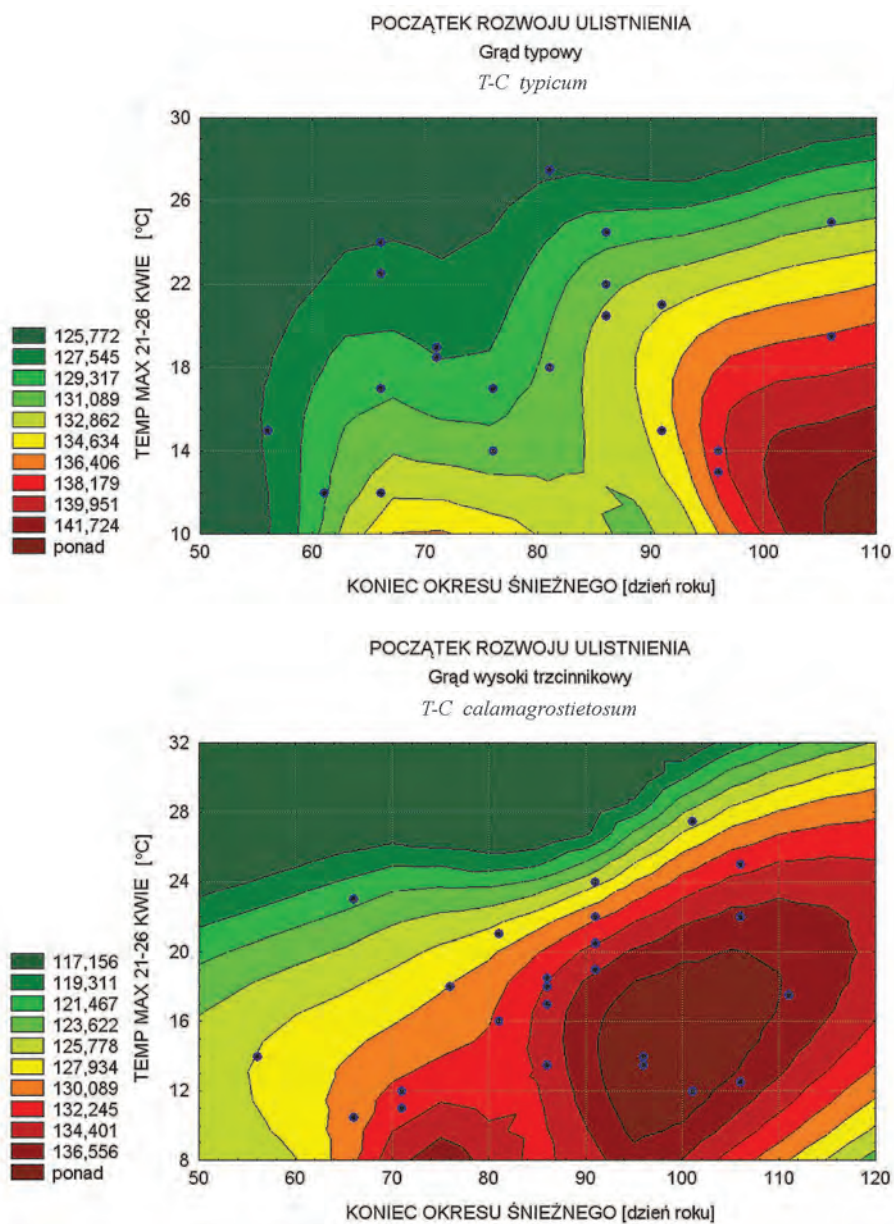 POCZĄTEK ROZWOJU ULISTNIENIA
Grąd typowy
T-C typicum
TEMP MAX 21-26 KWIE [°C]
30
26
22
18
14
10
50 60 70 80 90 100 110
KONIEC OKRESU ŚNIEŻNEGO [dzień roku]
125,772
127,545
129,317
131,089
132,862
134,634
136,406
138,179
139,951
141,724
ponad
POCZĄTEK ROZWOJU ULISTNIENIA
Grąd wysoki trzcinnikowy
T-C calamagrostietosum
TEMP MAX 21-26 KWIE [°C]
32
28
24
20
16
12
8
50 60 70 80 90 100 110 120
KONIEC OKRESU ŚNIEŻNEGO [dzień roku]
117,156
119,311
121,467
123,622
125,778
127,934
130,089
132,245
134,401
136,556
ponad